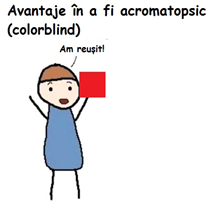 Avantaje în a fi acromatopsic
(colorblind)
Am reușit!